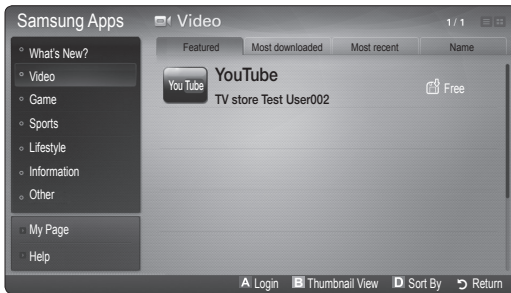 Samsung Apps
Video
1 / 1
What's New?
Video
Game
Sports
Lifestyle
Information
Other
My Page
Help
Featured Most downloaded Most recent Name
You Tube
YouTube
TV store Test User002
Free
A Login B Thumbnail View D Sort By Return